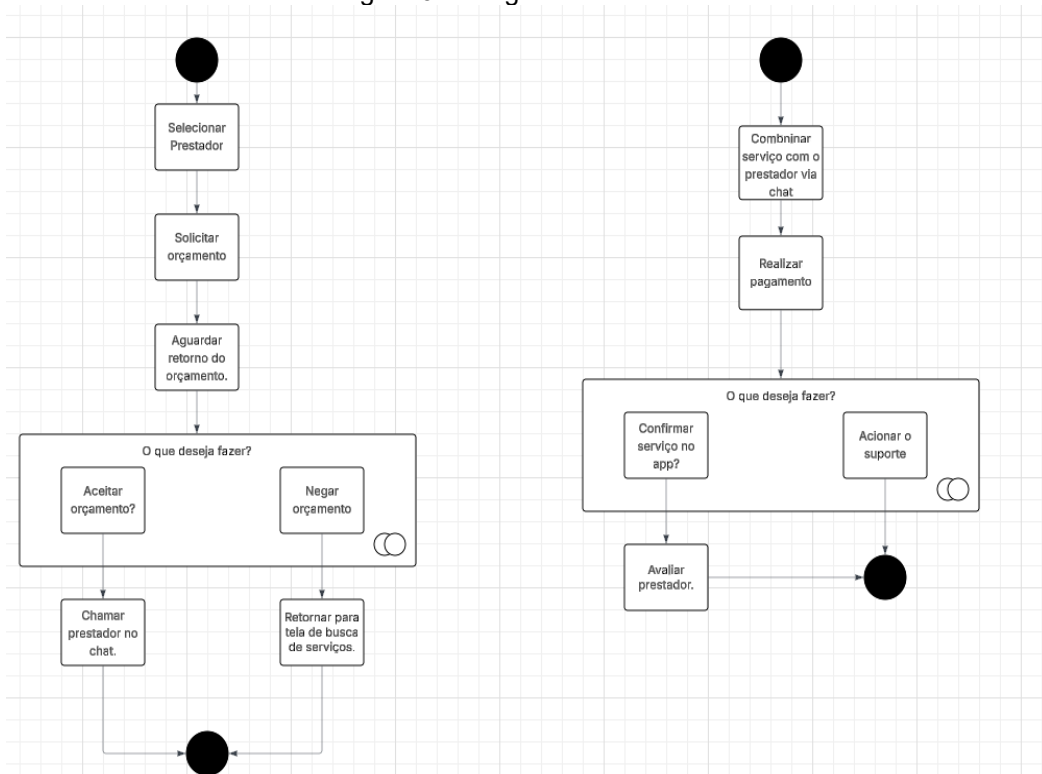 Selecionar
Prestador
Solicitar
orçamento
Aguardar
retorno do
orçamento.
O que deseja fazer?
Aceitar
orçamento?
Negar
orçamento
Chamar
prestador no
chat.
Retornar para
tela de busca
de serviços.
Combninar
serviço com o
prestador via
chat
Realizar
pagamento
O que deseja fazer?
Confirmar
serviço no
app?
Acionar o
suporte
Avaliar
prestador.